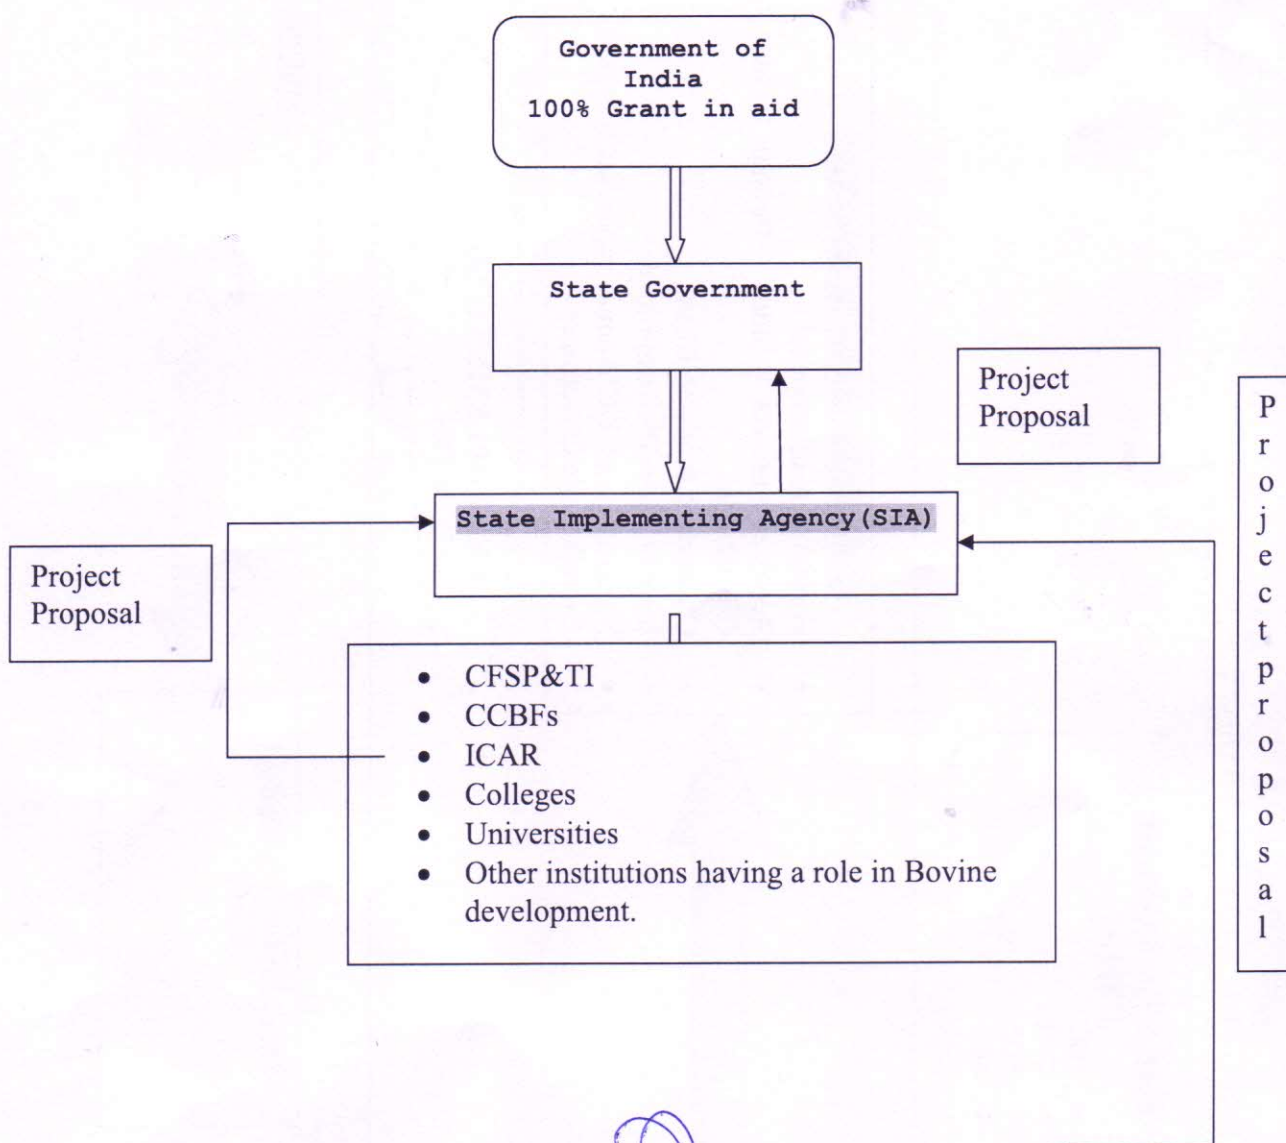 Government of
India
100% Grant in aid
State Government
Project
Proposal
State Implementing Agency(SIA)
Project
Proposal
• CFSP&TI
• CCBFs
• ICAR
• Colleges
• Universities
• Other institutions having a role in Bovine
development.
P
r
o
j
e
c
t
p
r
o
p
o
s
a
l